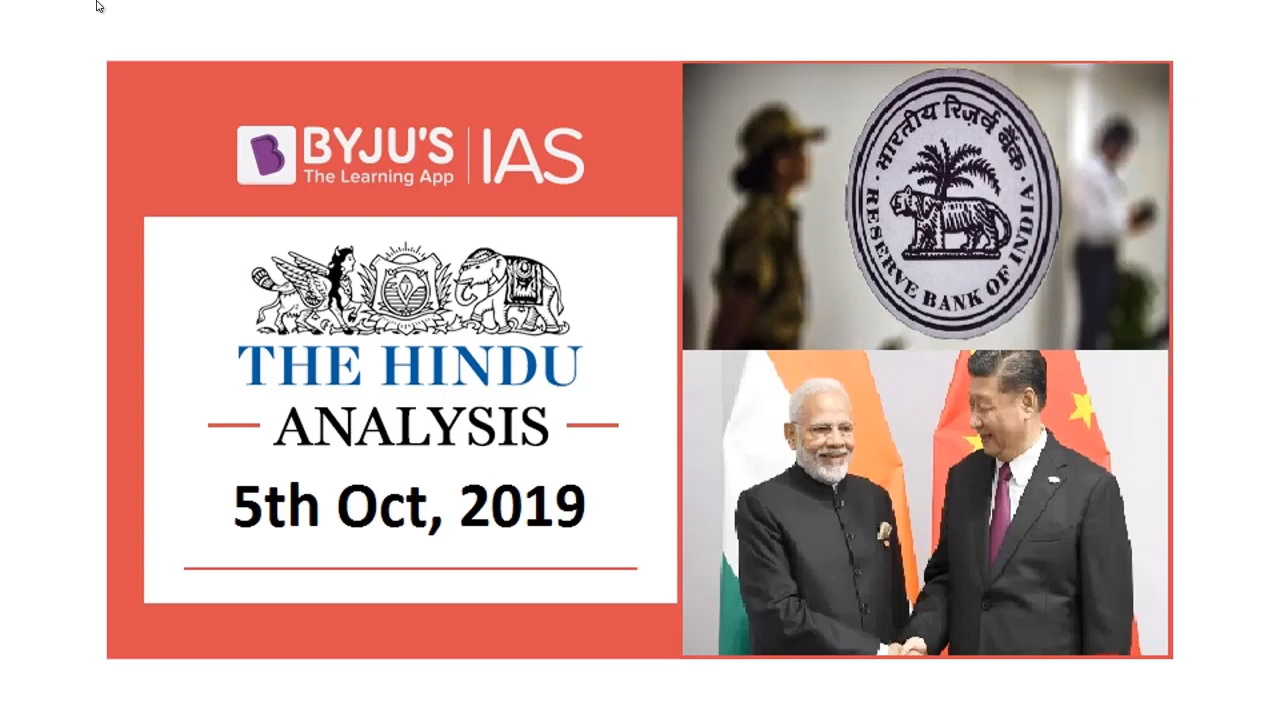 BYJU'S
The Learning App
IAS
THE HINDU
ANALYSIS
5th Oct, 2019
भारतीय रिज़र्व बैंक
RESERVE BANK OF INDIA